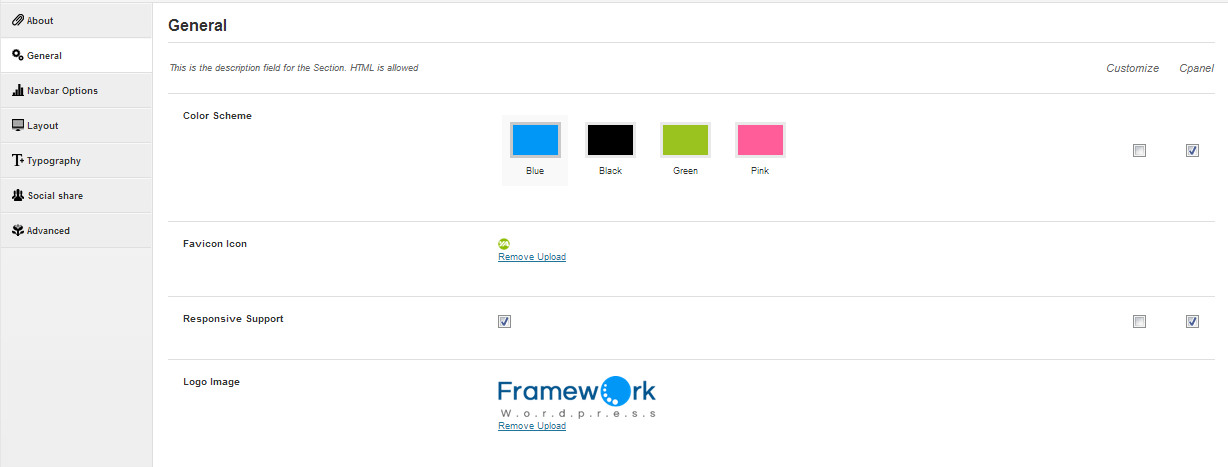 About
General
Navbar Options
Layout
Typography
Social share
Advanced
General
This is the description field for the Section. HTML is allowed
Customize
Cpanel
Color Scheme
Blue
Black
Green
Pink
Favicon Icon
Remove Upload
Responsive Support
Logo Image
Framework
W.o.r.d.p.r.e.s.s
Remove Upload